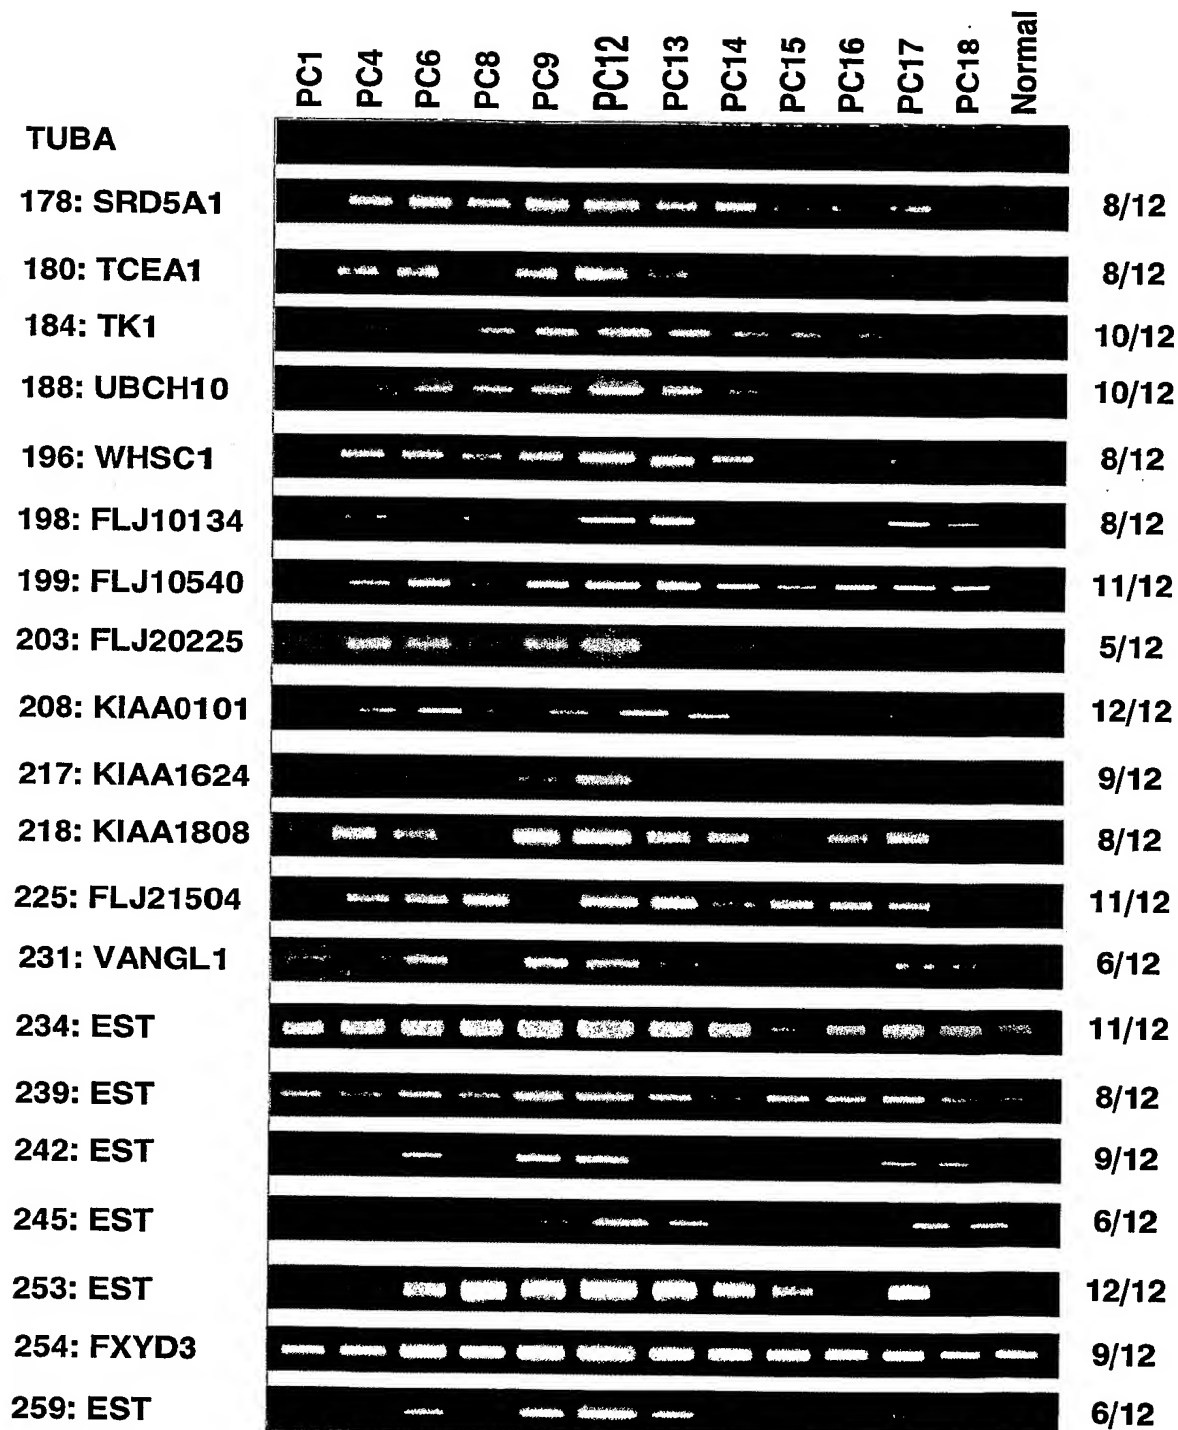 PC1 PC4 PC6 PC8 PC9 PC12 PC13 PC14 PC15 PC16 PC17 PC18 Normal
TUBA
178: SRD5A1 8/12
180: TCEA1 8/12
184: TK1 10/12
188: UBCH10 10/12
196: WHSC1 8/12
198: FLJ10134 8/12
199: FLJ10540 11/12
203: FLJ20225 5/12
208: KIAA0101 12/12
217: KIAA1624 9/12
218: KIAA1808 8/12
225: FLJ21504 11/12
231: VANGL1 6/12
234: EST 11/12
239: EST 8/12
242: EST 9/12
245: EST 6/12
253: EST 12/12
254: FXYD3 9/12
259: EST 6/12